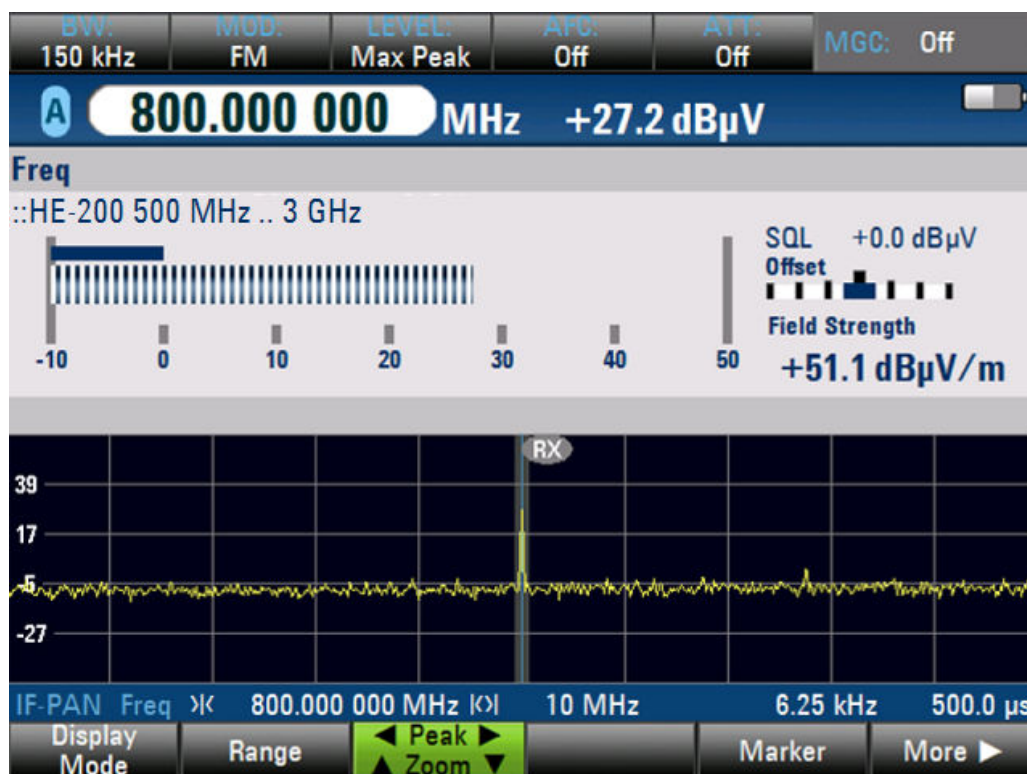 BW: MOD: LEVEL: AFC: ATT: MGC: Off
150 kHz FM Max Peak Off Off
A 800.000 000 MHz +27.2 dBµV
Freq
::HE-200 500 MHz .. 3 GHz
SQL +0.0 dBµV
Offset
Field Strength
+51.1 dBµV/m
-10 0 10 20 30 40 50
RX
39
17
-5
-27
IF-PAN Freq 800.000 000 MHz 10 MHz 6.25 kHz 500.0 µs
Display Mode
Range
Peak
Zoom
Marker
More